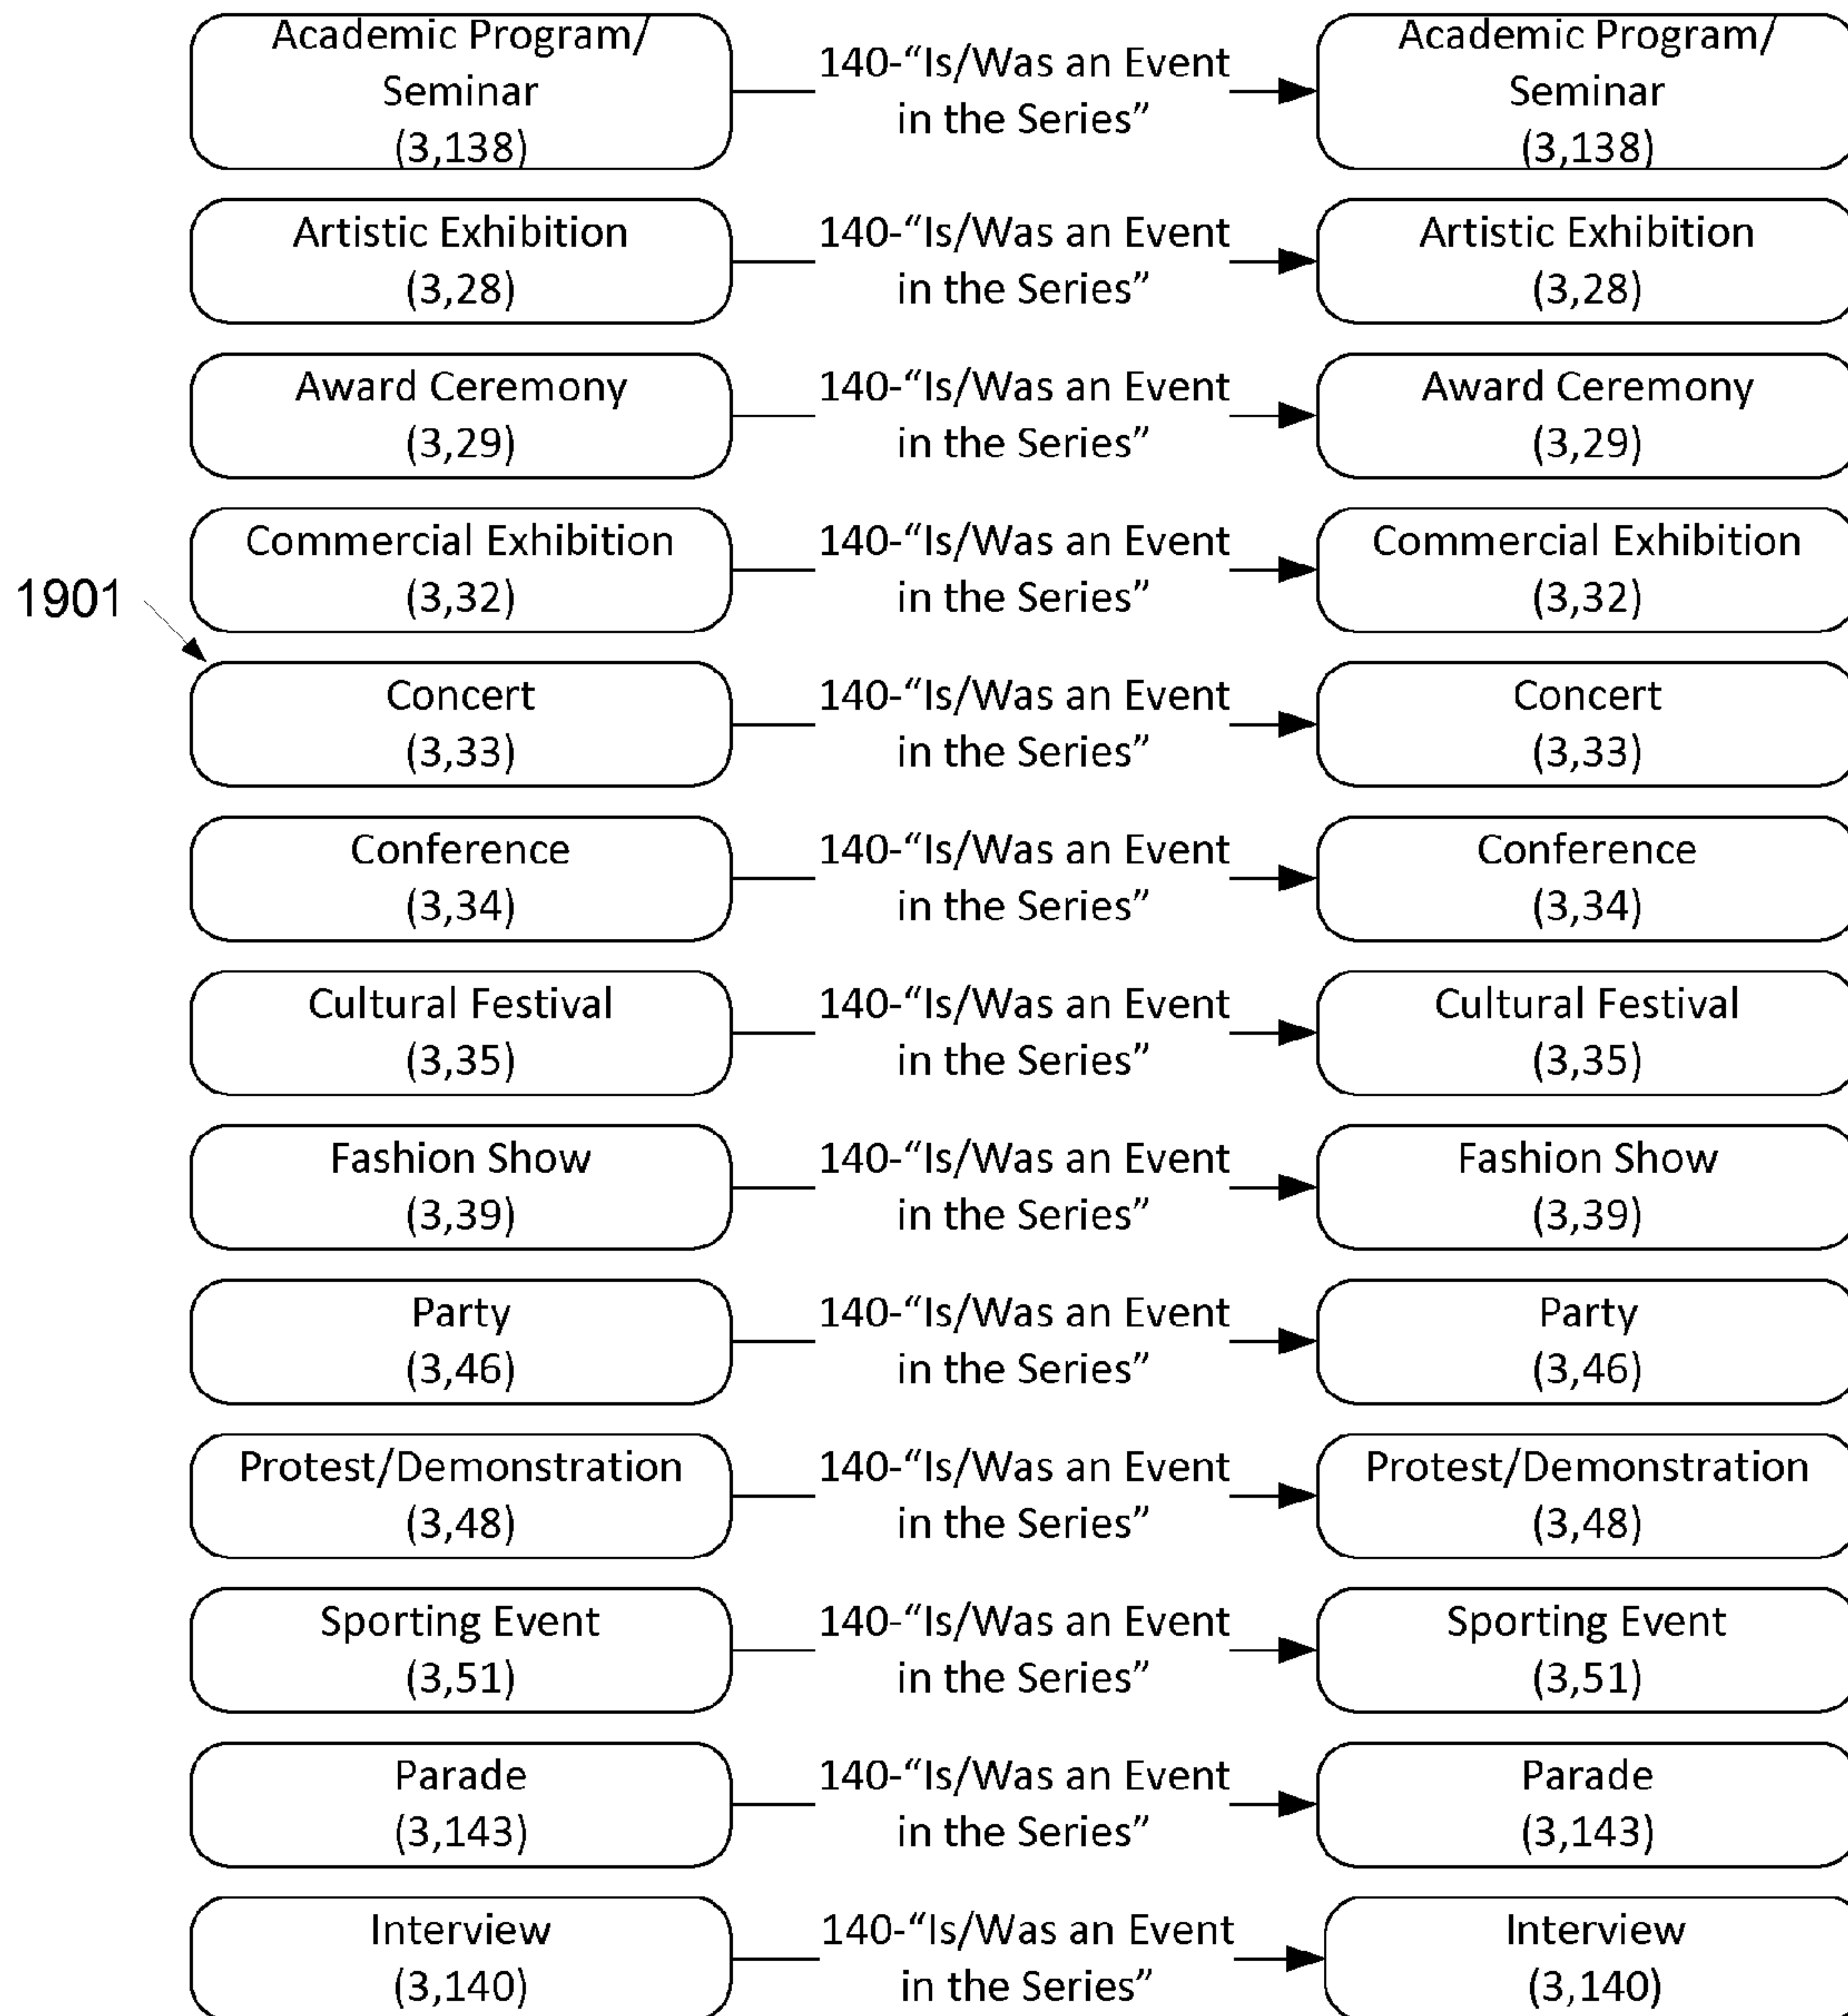 Academic Program/ 140-“Is/Was an Event Academic Program/
Seminar in the Series” Seminar
(3,138) (3,138)
Artistic Exhibition 140-“Is/Was an Event Artistic Exhibition
(3,28) in the Series” (3,28)
Award Ceremony 140-“Is/Was an Event Award Ceremony
(3,29) in the Series” (3,29)
Commercial Exhibition 140-“Is/Was an Event Commercial Exhibition
1901 (3,32) in the Series” (3,32)
Concert 140-“Is/Was an Event Concert
(3,33) in the Series” (3,33)
Conference 140-“Is/Was an Event Conference
(3,34) in the Series” (3,34)
Cultural Festival 140-“Is/Was an Event Cultural Festival
(3,35) in the Series” (3,35)
Fashion Show 140-“Is/Was an Event Fashion Show
(3,39) in the Series” (3,39)
Party 140-“Is/Was an Event Party
(3,46) in the Series” (3,46)
Protest/Demonstration 140-“Is/Was an Event Protest/Demonstration
(3,48) in the Series” (3,48)
Sporting Event 140-“Is/Was an Event Sporting Event
(3,51) in the Series” (3,51)
Parade 140-“Is/Was an Event Parade
(3,143) in the Series” (3,143)
Interview 140-“Is/Was an Event Interview
(3,140) in the Series” (3,140)